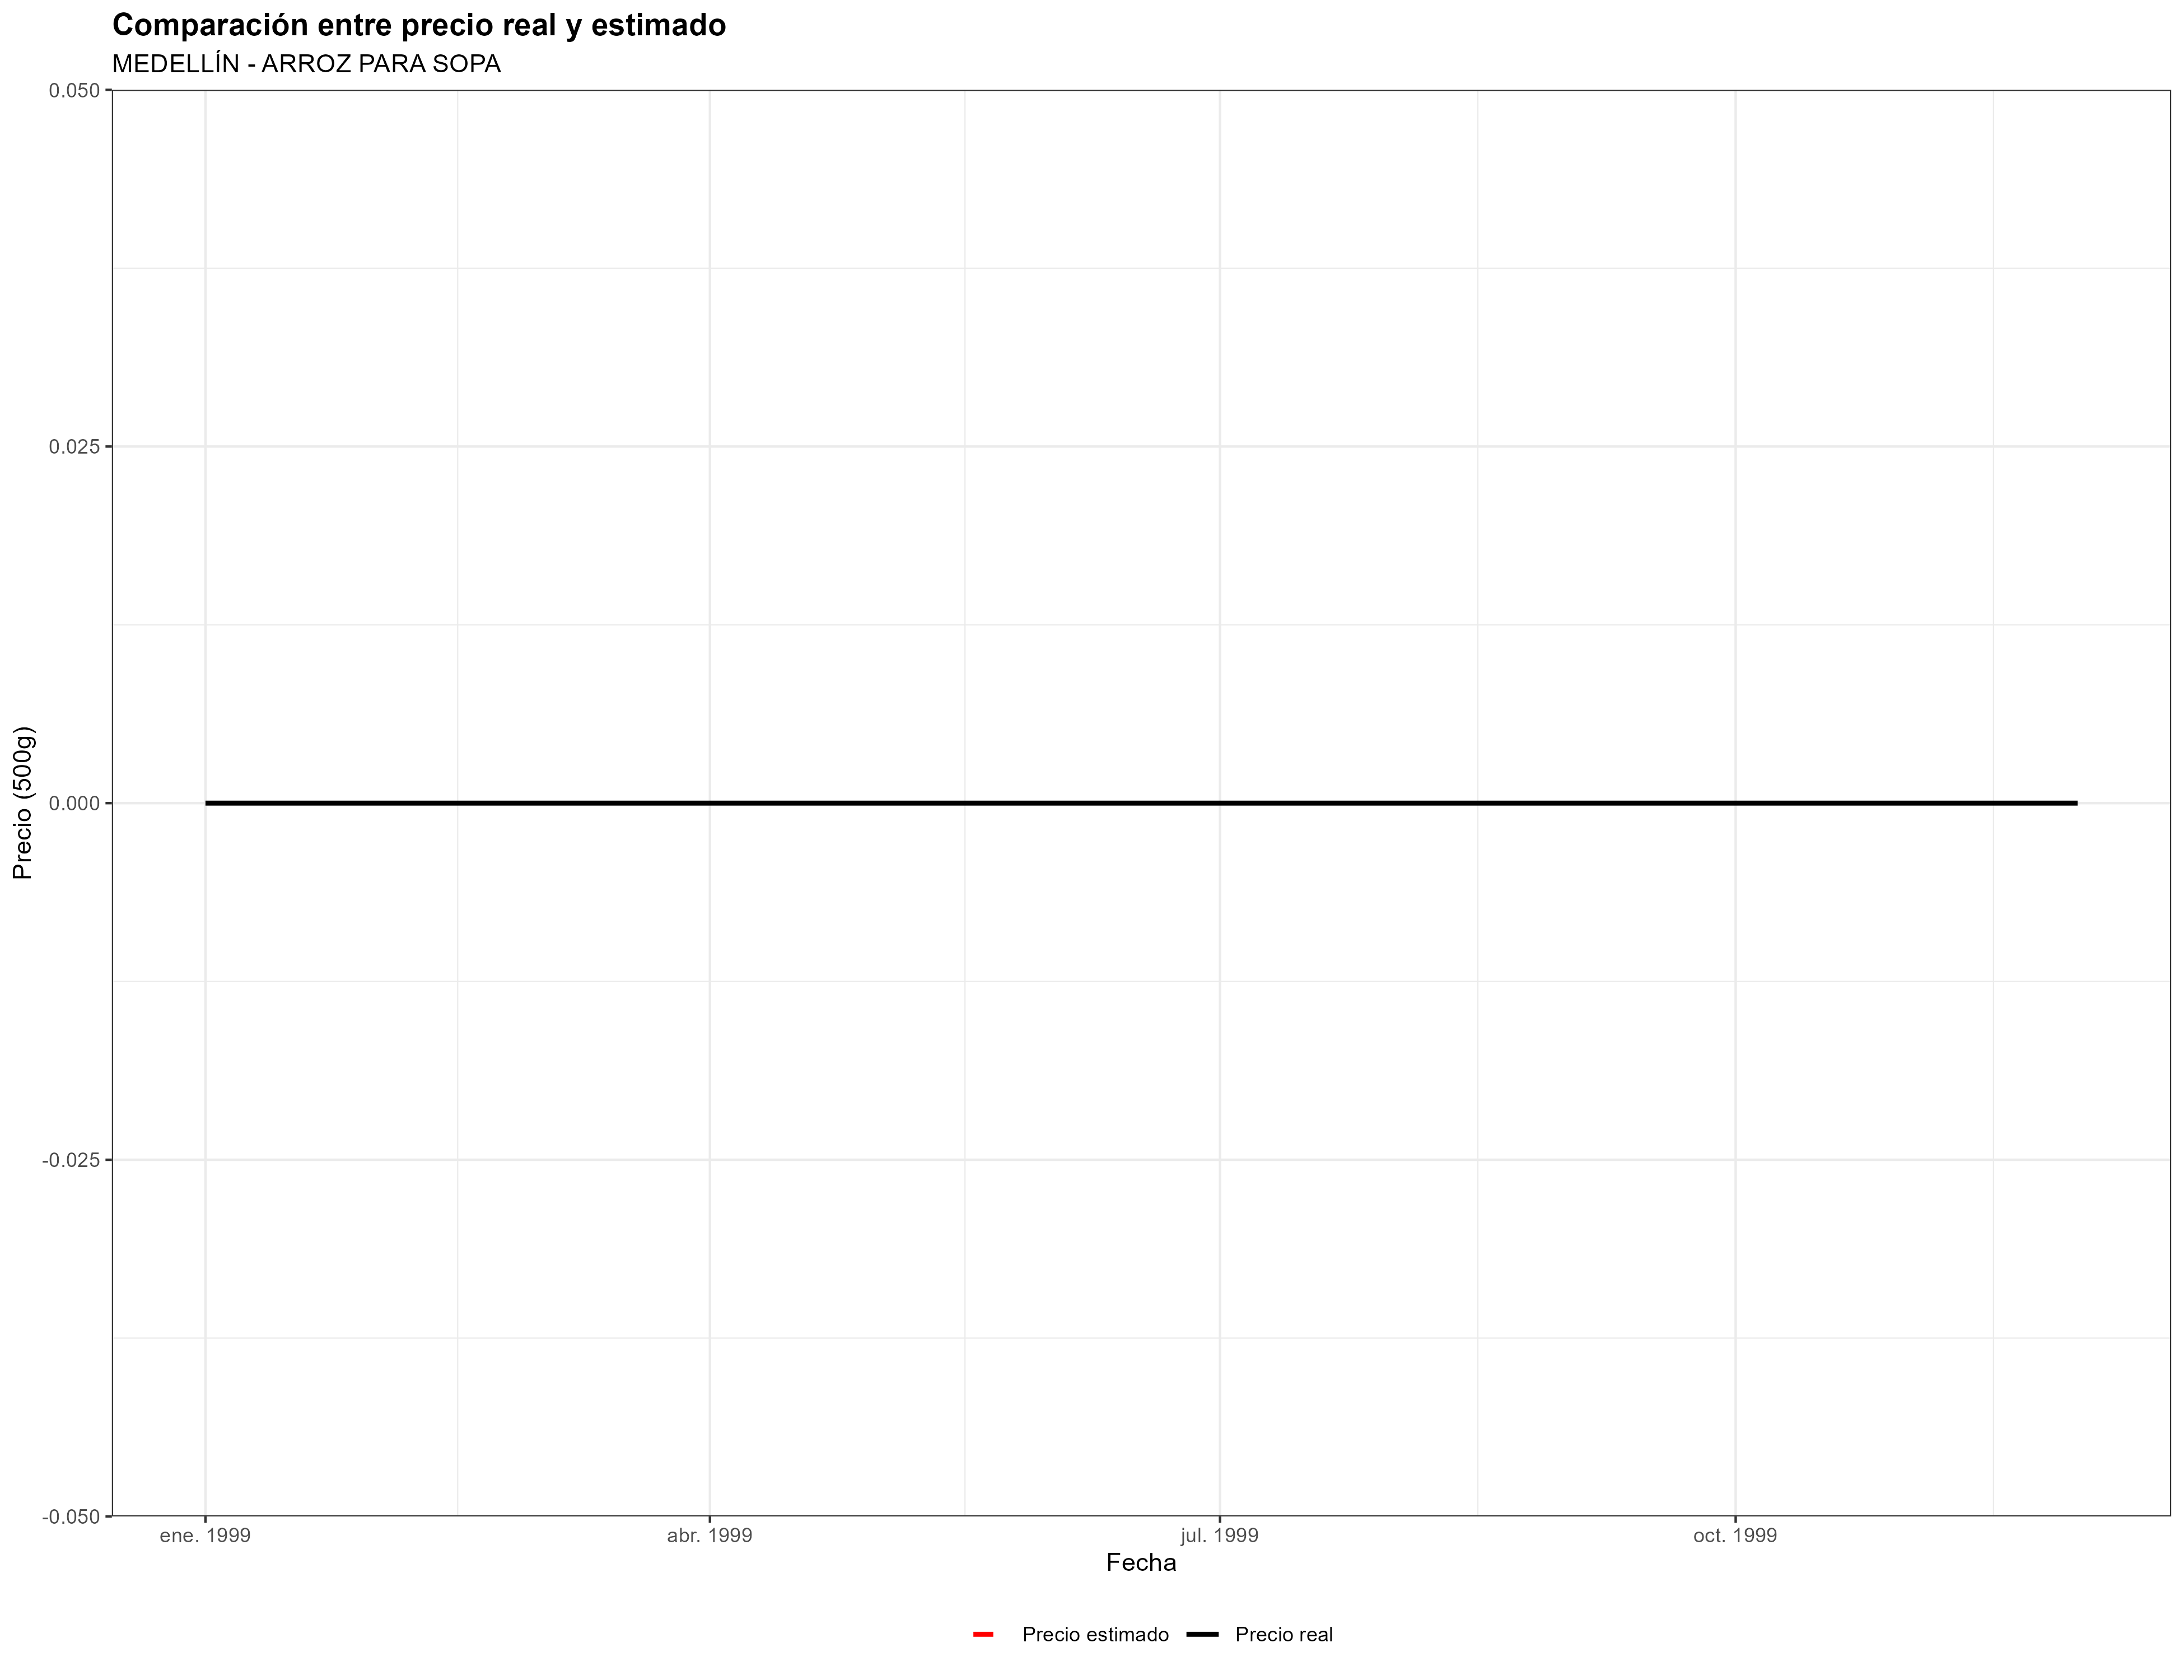 Comparación entre precio real y estimado
MEDELLÍN - ARROZ PARA SOPA
0.050
0.025
0.000
-0.025
-0.050
Precio (500g)
ene. 1999 abr. 1999 jul. 1999 oct. 1999
Fecha
Precio estimado Precio real